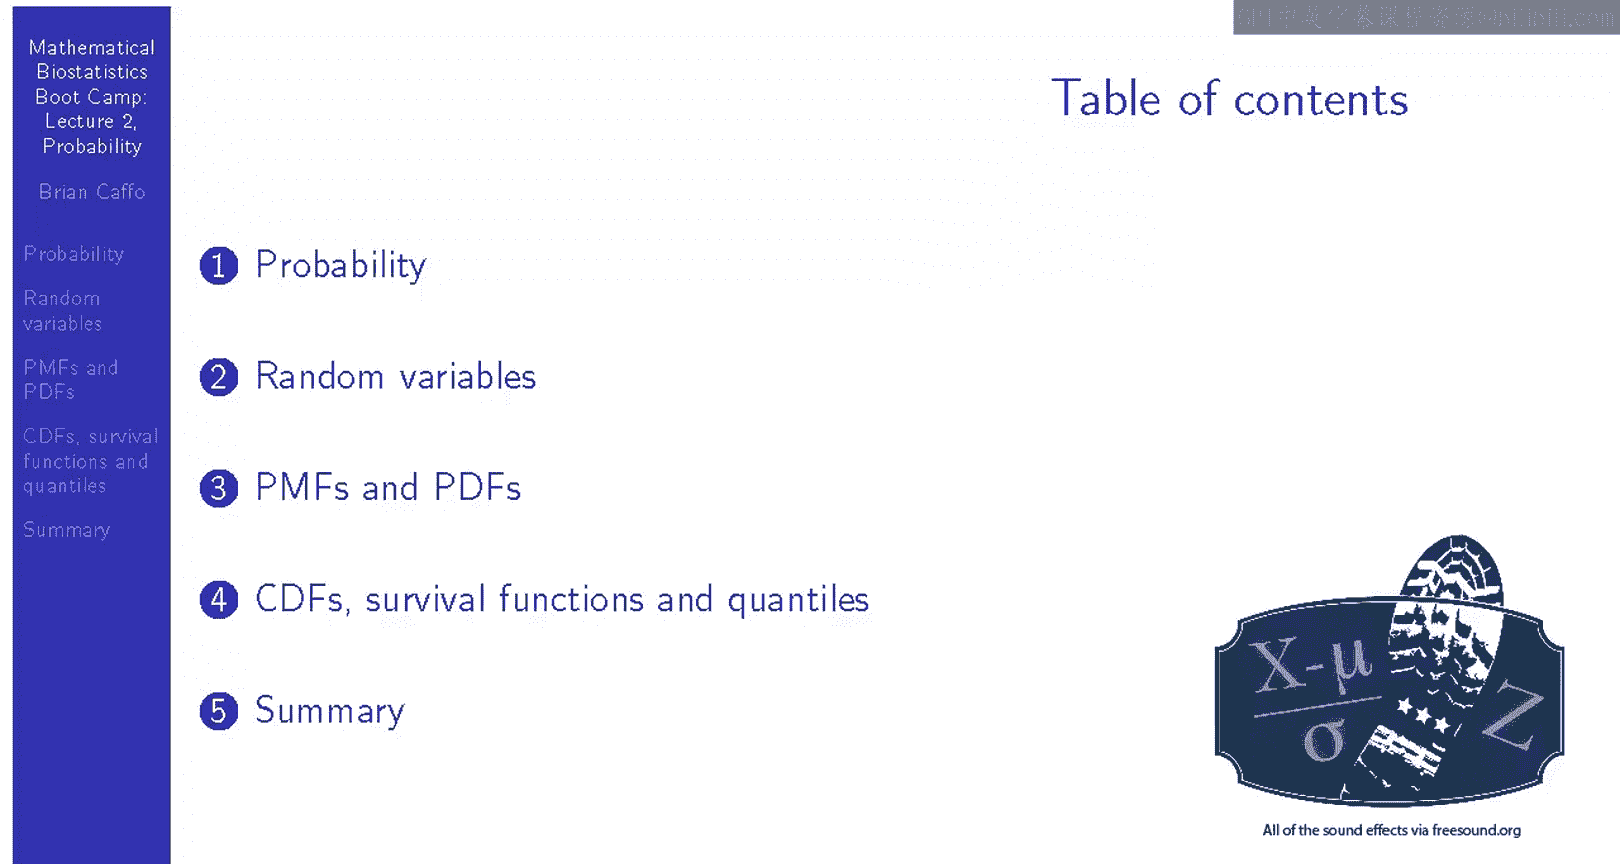 Mathematical
Biostatistics
Boot Camp:
Lecture 2,
Probability
Brian Caffo
Probability
Random
variables
PMFs and
PDFs
CDFs, survival
functions and
quantiles
Summary
Table of contents
1 Probability
2 Random variables
3 PMFs and PDFs
4 CDFs, survival functions and quantiles
5 Summary
X-μ
σ
Z
All of the sound effects via freesound.org